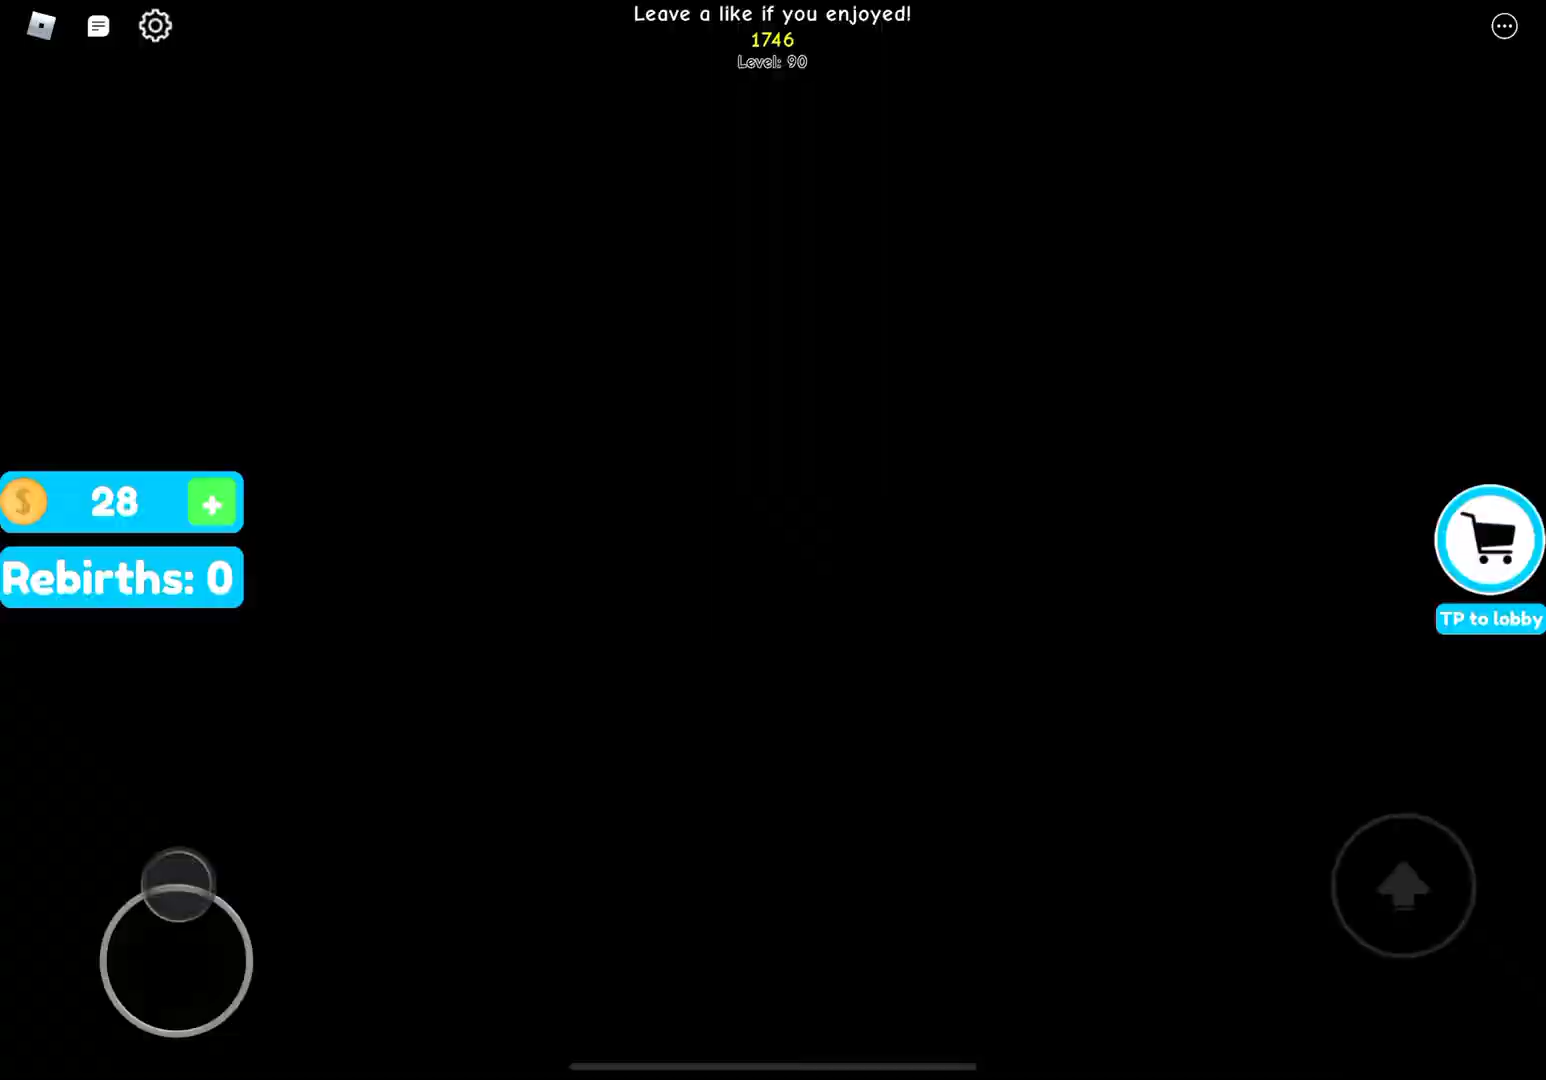 Leave a like if you enjoyed!
1746
Level: 90
28
Rebirths: 0
TP to lobby